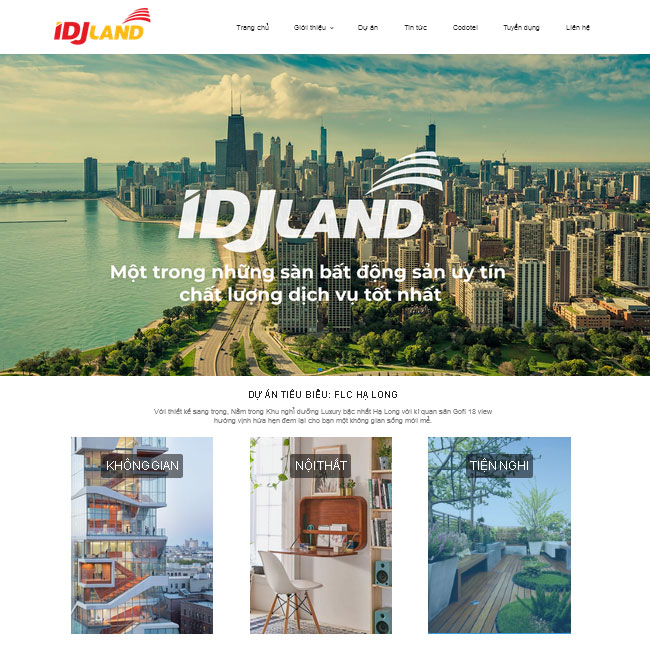 IDJLAND
Trang chủ Giới thiệu Dự án Tin tức Codotel Tuyển dụng Liên hệ
IDJLAND
Một trong những sàn bất động sản uy tín
chất lượng dịch vụ tốt nhất
DỰ ÁN TIÊU BIỂU: FLC HẠ LONG
Với thiết kế sang trọng, Nằm trong Khu nghỉ dưỡng Luxury bậc nhất Hạ Long với kì quan sân Gofl 18 view
hướng vịnh hứa hẹn đem lại cho bạn một không gian sống mới mẻ.
KHÔNG GIAN NỘI THẤT TIỆN NGHI